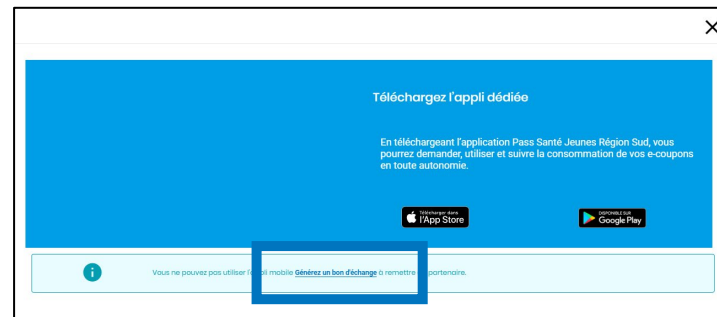 Téléchargez l'appli dédiée
En téléchargeant l'application Pass Santé Jeunes Région Sud, vous
pourrez demander, utiliser et suivre la consommation de vos e-coupons
en toute autonomie.
Télécharger dans
l'App Store
DISPONIBLE SUR
Google Play
Vous ne pouvez pas utiliser mobile Générez un bon d'échange à remettre partenaire.